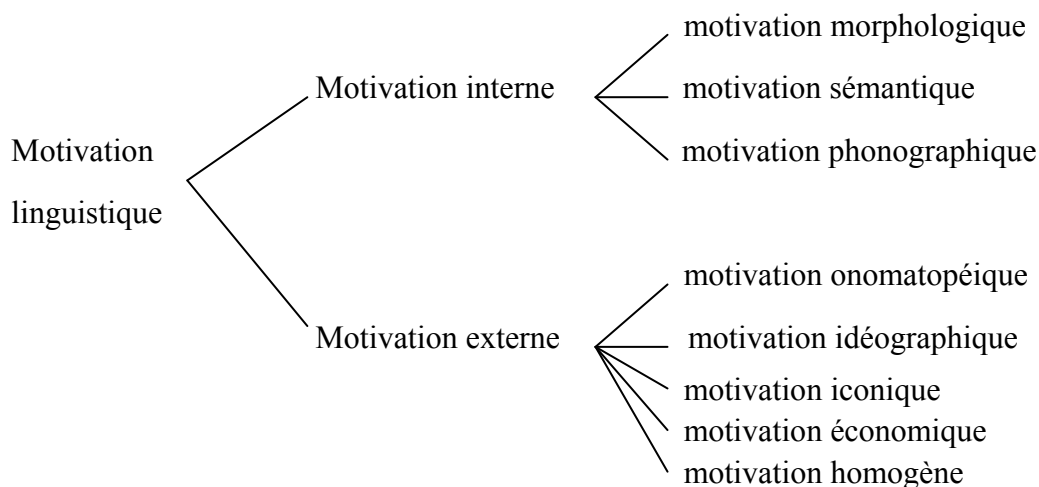 Motivation
linguistique
Motivation interne
motivation morphologique
motivation sémantique
motivation phonographique
Motivation externe
motivation onomatopéique
motivation idéographique
motivation iconique
motivation économique
motivation homogène